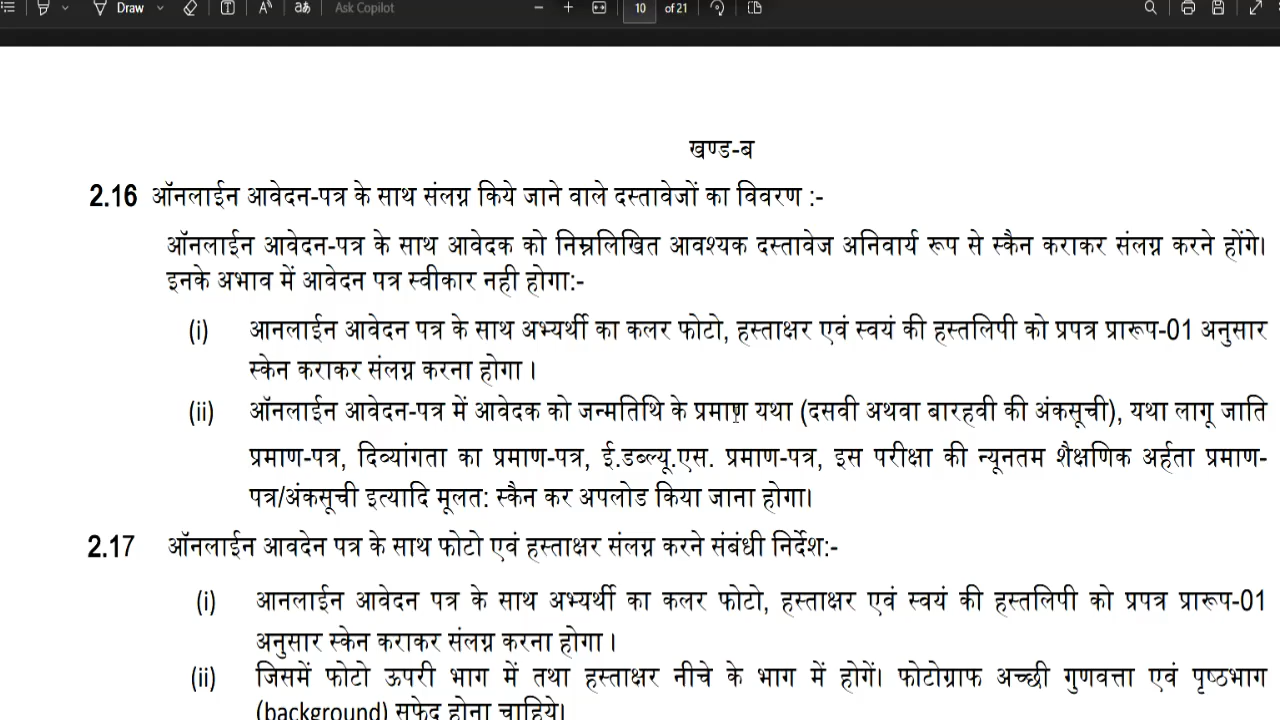 Draw
Ask Copilot
10 of 21
खण्ड-ब
2.16 ऑनलाईन आवेदन-पत्र के साथ संलग्न किये जाने वाले दस्तावेजों का विवरण :-
ऑनलाईन आवेदन-पत्र के साथ आवेदक को निम्नलिखित आवश्यक दस्तावेज अनिवार्य रूप से स्कैन कराकर संलग्न करने होंगे।
इनके अभाव में आवेदन पत्र स्वीकार नही होगा:-
(i) आनलाईन आवेदन पत्र के साथ अभ्यर्थी का कलर फोटो, हस्ताक्षर एवं स्वयं की हस्तलिपी को प्रपत्र प्रारूप-01 अनुसार
स्केन कराकर संलग्न करना होगा ।
(ii) ऑनलाईन आवेदन-पत्र में आवेदक को जन्मतिथि के प्रमाण यथा (दसवी अथवा बारहवी की अंकसूची), यथा लागू जाति
प्रमाण-पत्र, दिव्यांगता का प्रमाण-पत्र, ई.डब्ल्यू.एस. प्रमाण-पत्र, इस परीक्षा की न्यूनतम शैक्षणिक अर्हता प्रमाण-
पत्र/अंकसूची इत्यादि मूलत: स्कैन कर अपलोड किया जाना होगा।
2.17 ऑनलाईन आवदेन पत्र के साथ फोटो एवं हस्ताक्षर संलग्न करने संबंधी निर्देश:-
(i) आनलाईन आवेदन पत्र के साथ अभ्यर्थी का कलर फोटो, हस्ताक्षर एवं स्वयं की हस्तलिपी को प्रपत्र प्रारूप-01
अनुसार स्केन कराकर संलग्न करना होगा ।
(ii) जिसमें फोटो ऊपरी भाग में तथा हस्ताक्षर नीचे के भाग में होगें। फोटोग्राफ अच्छी गुणवत्ता एवं पृष्ठभाग
(background) सफेद होना चाहिये।